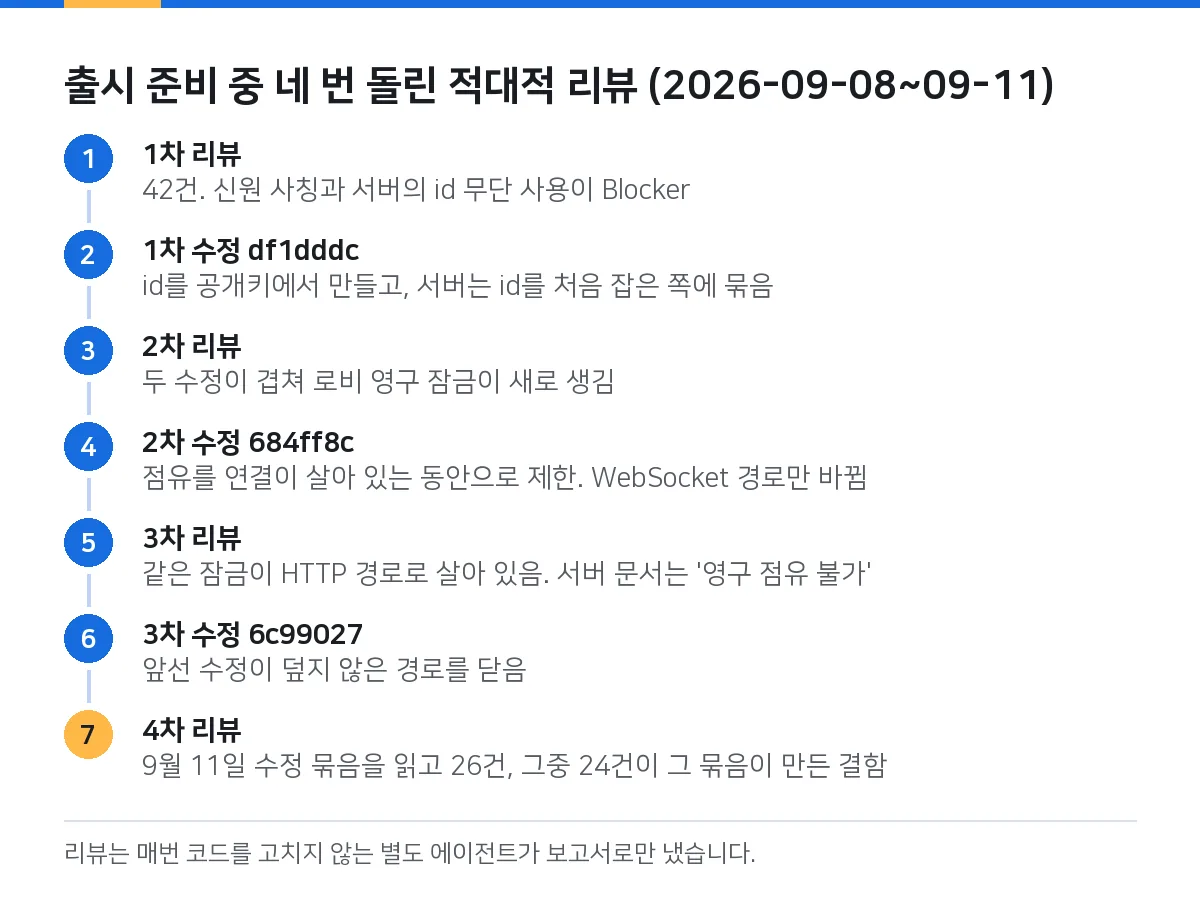 출시 준비 중 네 번 돌린 적대적 리뷰 (2026-09-08~09-11)
1
1차 리뷰
42건. 신원 사칭과 서버의 id 무단 사용이 Blocker
2
1차 수정 df1dddc
id를 공개키에서 만들고, 서버는 id를 처음 잡은 쪽에 묶음
3
2차 리뷰
두 수정이 겹쳐 로비 영구 잠금이 새로 생김
4
2차 수정 684ff8c
점유를 연결이 살아 있는 동안으로 제한. WebSocket 경로만 바뀜
5
3차 리뷰
같은 잠금이 HTTP 경로로 살아 있음. 서버 문서는 '영구 점유 불가'
6
3차 수정 6c99027
앞선 수정이 덮지 않은 경로를 닫음
7
4차 리뷰
9월 11일 수정 묶음을 읽고 26건, 그중 24건이 그 묶음이 만든 결함
리뷰는 매번 코드를 고치지 않는 별도 에이전트가 보고서로만 냈습니다.